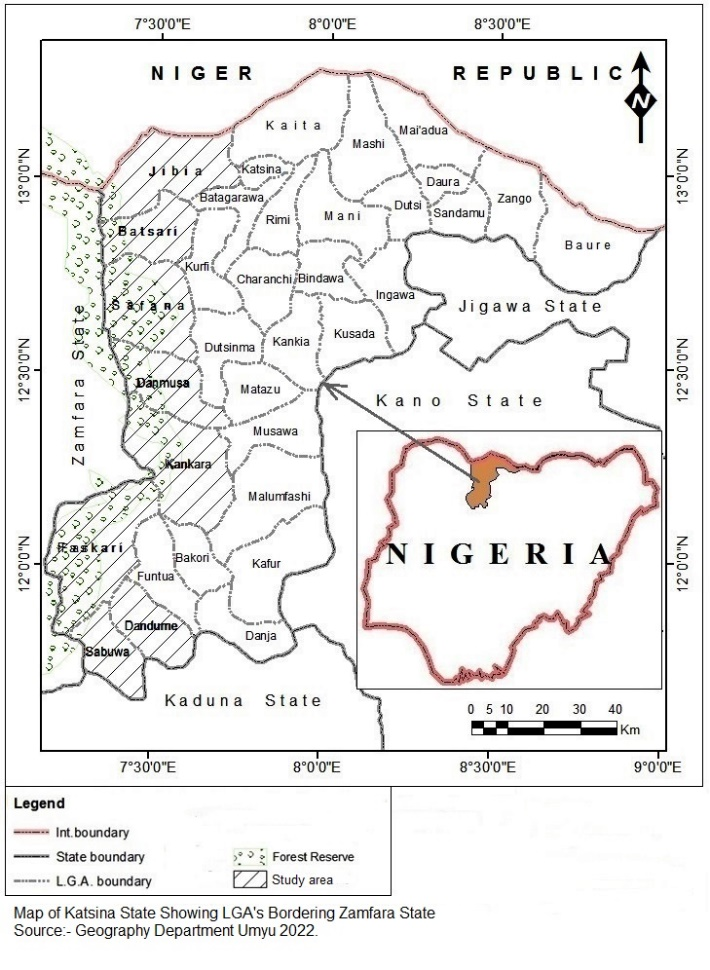 7°30'0"E 8°0'0"E 8°30'0"E
NIGER REPUBLIC
N
13°0'0"N
13°0'0"N
12°30'0"N
12°30'0"N
12°0'0"N
12°0'0"N
Kaita
Mashi
Mai'adua
Jibia
Katsina
Daura
Batagarawa
Zango
Rimi
Mani
Dutsi
Sandamu
Batsari
Baure
Kurfi
Charanchi
Bindawa
Ingawa
Safana
Jigawa State
Zamfara State
Dutsinma
Kankia
Kusada
Danmusa
Matazu
Kano State
Musawa
Kankara
Malumfashi
Faskari
Bakori
Kafur
Funtua
Dandume
Danja
Sabuwa
Kaduna State
NIGERIA
0 5 10 20 30 40
Km
7°30'0"E 8°0'0"E 8°30'0"E 9°0'0"E
Legend
Int.boundary
State boundary
L.G.A. boundary
Forest Reserve
Study area
Map of Katsina State Showing LGA's Bordering Zamfara State
Source:- Geography Department Umyu 2022.